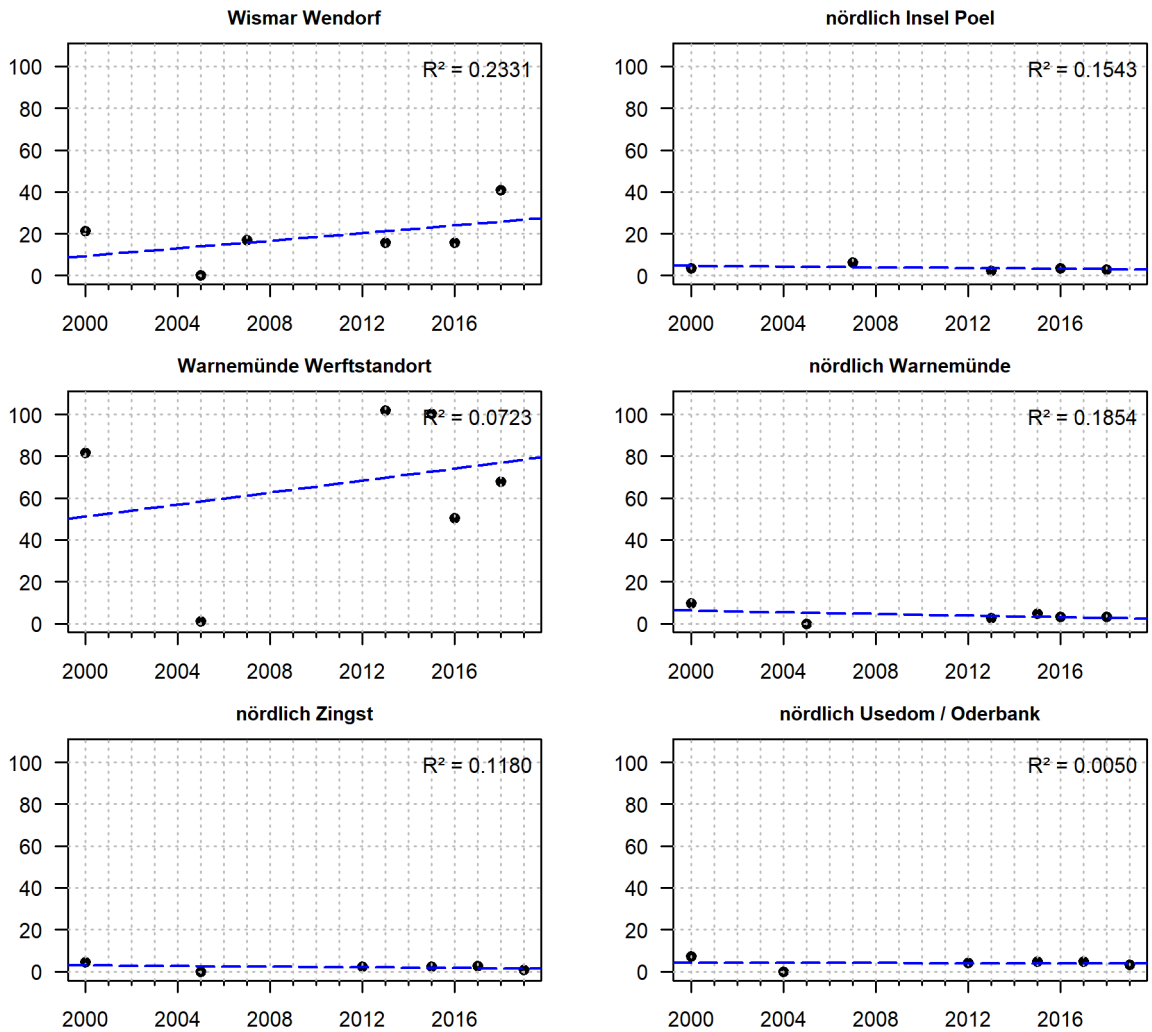 Wismar Wendorf
R² = 0.2331
100
80
60
40
20
0
2000 2004 2008 2012 2016
nördlich Insel Poel
R² = 0.1543
100
80
60
40
20
0
2000 2004 2008 2012 2016
Warnemünde Werftstandort
R² = 0.0723
100
80
60
40
20
0
2000 2004 2008 2012 2016
nördlich Warnemünde
R² = 0.1854
100
80
60
40
20
0
2000 2004 2008 2012 2016
nördlich Zingst
R² = 0.1180
100
80
60
40
20
0
2000 2004 2008 2012 2016
nördlich Usedom / Oderbank
R² = 0.0050
100
80
60
40
20
0
2000 2004 2008 2012 2016